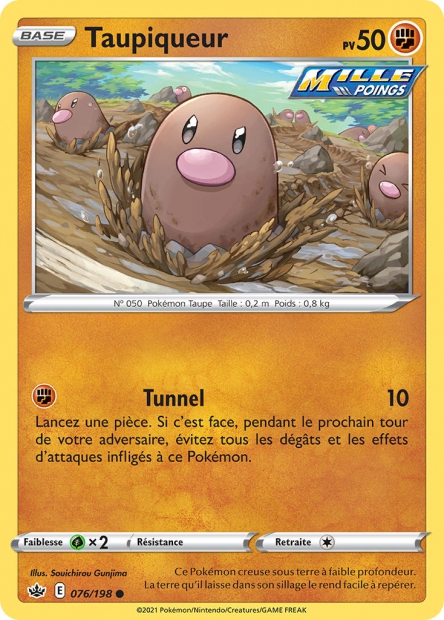 BASE Taupiqueur PV50
MILLE
POINGS
N° 050 Pokémon Taupe Taille : 0,2 m Poids : 0,8 kg
Tunnel 10
Lancez une pièce. Si c'est face, pendant le prochain tour
de votre adversaire, évitez tous les dégâts et les effets
d'attaques infligés à ce Pokémon.
Faiblesse ×2 Résistance Retraite
Illus. Souichirou Gunjima
Ce Pokémon creuse sous terre à faible profondeur.
La terre qu'il laisse dans son sillage le rend facile à repérer.
E 076/198
©2021 Pokémon/Nintendo/Creatures/GAME FREAK